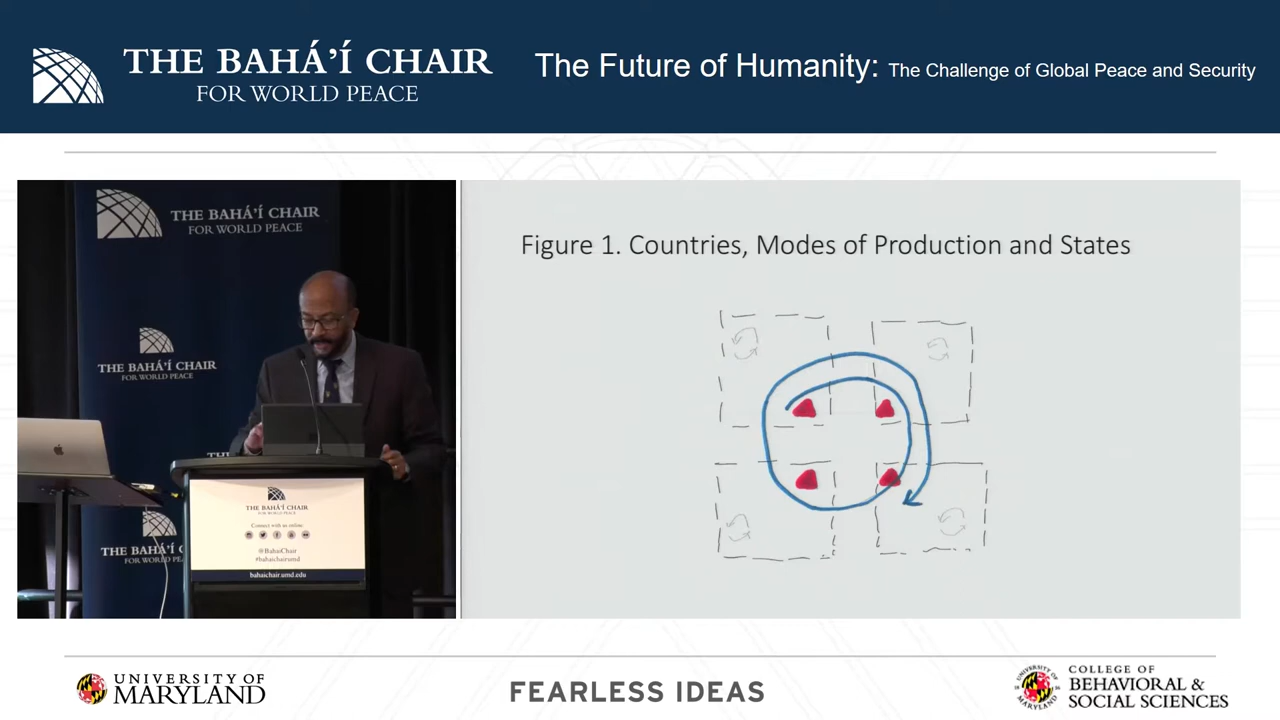 THE BAHÁ’Í CHAIR
FOR WORLD PEACE
The Future of Humanity: The Challenge of Global Peace and Security
THE BAHÁ’Í CHAIR
FOR WORLD PEACE
THE BAHÁ’Í CHAIR
FOR WORLD PEACE
THE BAHÁ’Í
FOR WORLD PEACE
THE BAHÁ’Í CHAIR
FOR WORLD PEACE
Connect with us online:
@BahaiChair
#bahaichairumd
bahaichair.umd.edu
Figure 1. Countries, Modes of Production and States
UNIVERSITY OF
MARYLAND
FEARLESS IDEAS
COLLEGE OF
BEHAVIORAL &
SOCIAL SCIENCES